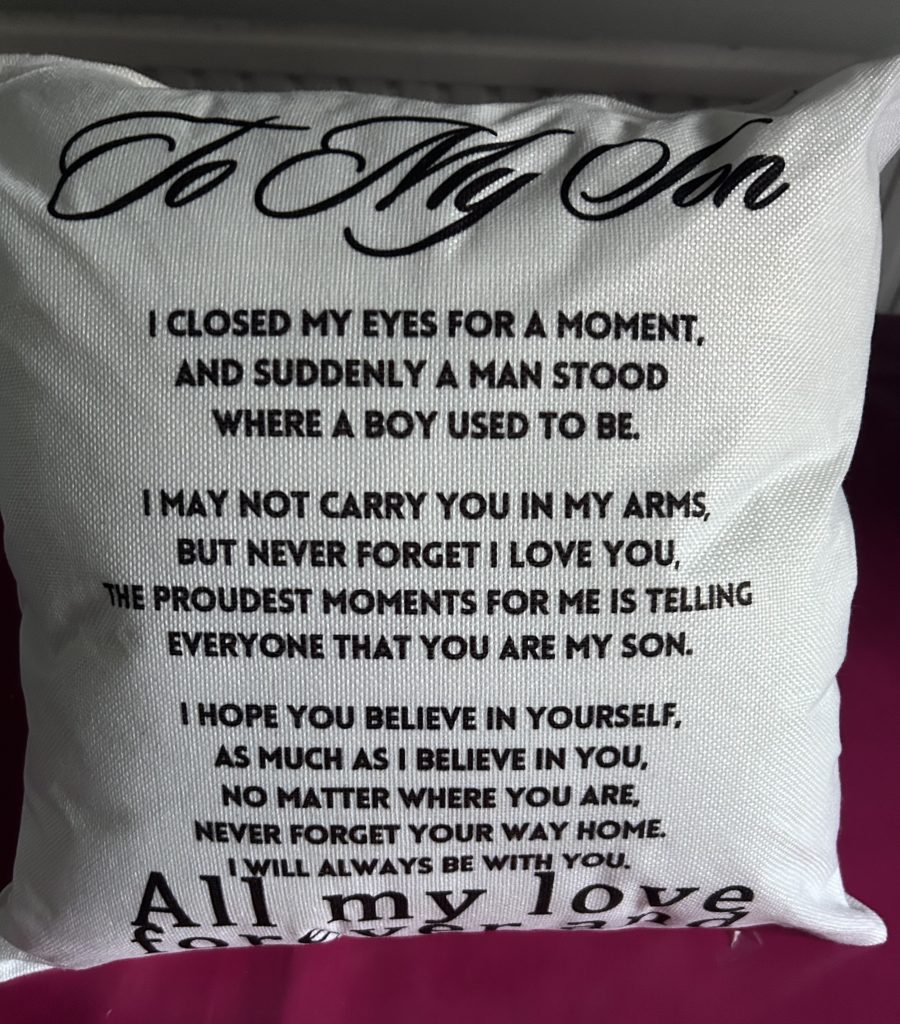 To My Son
I CLOSED MY EYES FOR A MOMENT,
AND SUDDENLY A MAN STOOD
WHERE A BOY USED TO BE.
I MAY NOT CARRY YOU IN MY ARMS,
BUT NEVER FORGET I LOVE YOU,
THE PROUDEST MOMENTS FOR ME IS TELLING
EVERYONE THAT YOU ARE MY SON.
I HOPE YOU BELIEVE IN YOURSELF,
AS MUCH AS I BELIEVE IN YOU,
NO MATTER WHERE YOU ARE,
NEVER FORGET YOUR WAY HOME.
I WILL ALWAYS BE WITH YOU.
All my love
forever and